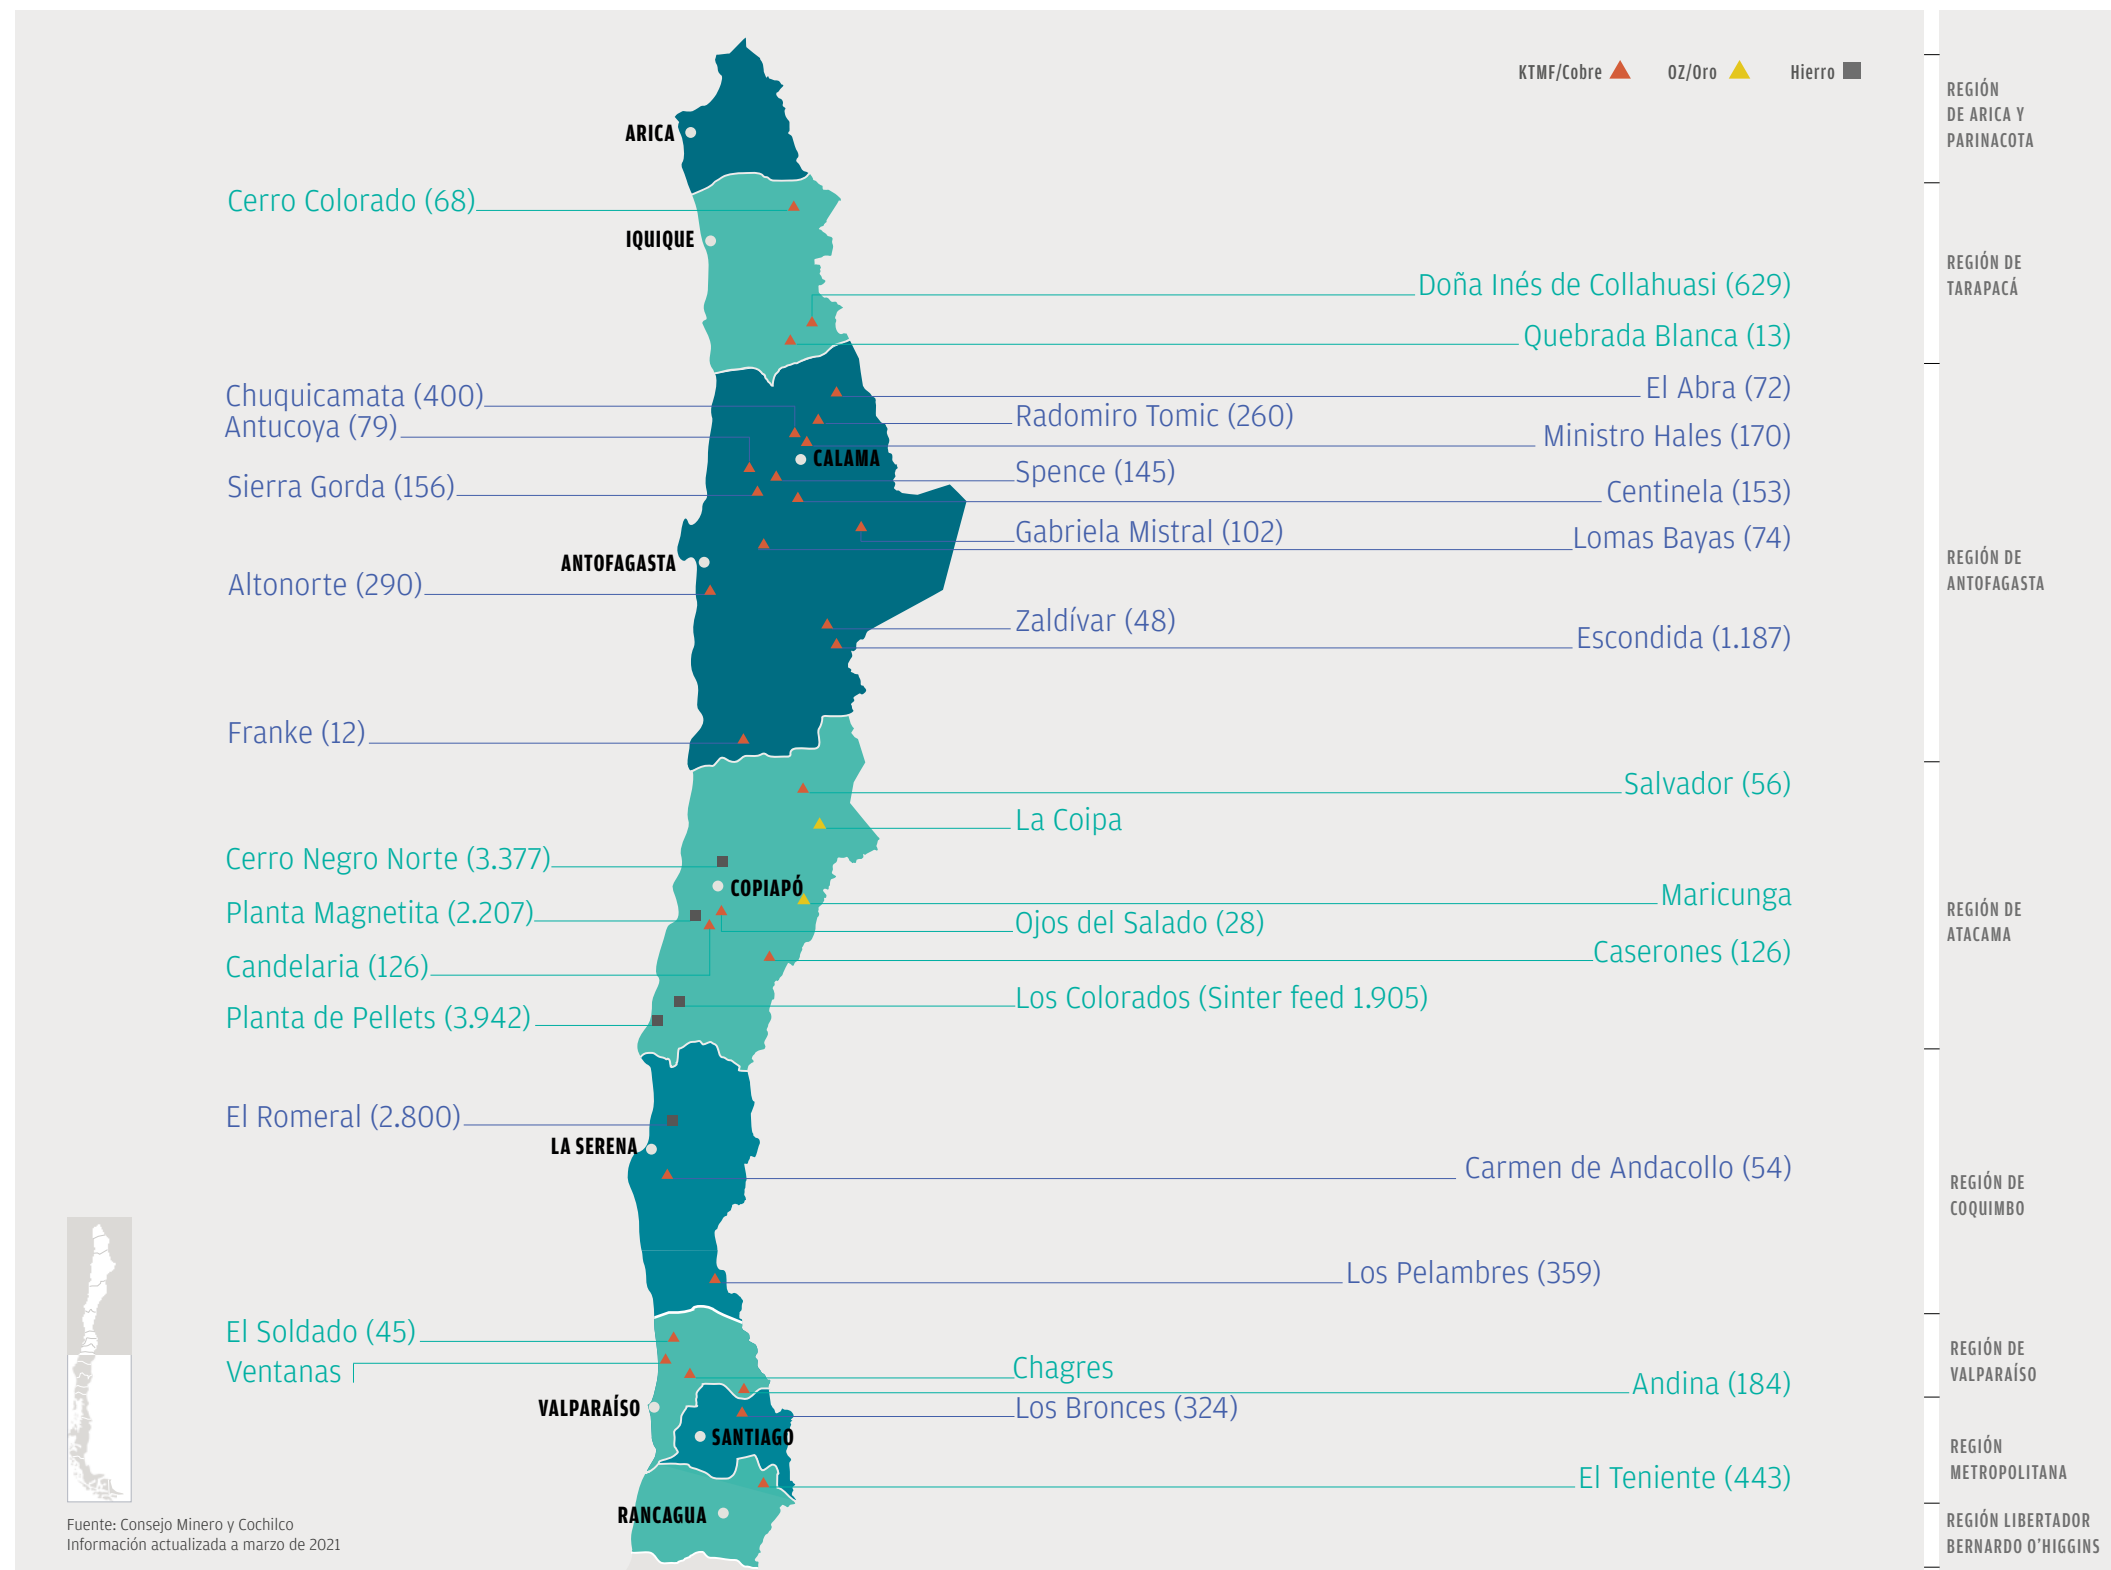 KTMF/Cobre
OZ/Oro
Hierro
REGIÓN
DE ARICA Y
PARINACOTA
ARICA
Cerro Colorado (68)
IQUIQUE
REGIÓN DE
TARAPACÁ
Doña Inés de Collahuasi (629)
Quebrada Blanca (13)
El Abra (72)
Chuquicamata (400)
Radomiro Tomic (260)
Antucoya (79)
Ministro Hales (170)
CALAMA
Spence (145)
Sierra Gorda (156)
Centinela (153)
Gabriela Mistral (102)
Lomas Bayas (74)
ANTOFAGASTA
REGIÓN DE
ANTOFAGASTA
Altonorte (290)
Zaldívar (48)
Escondida (1.187)
Franke (12)
Salvador (56)
La Coipa
Cerro Negro Norte (3.377)
COPIAPÓ
Maricunga
Planta Magnetita (2.207)
Ojos del Salado (28)
REGIÓN DE
ATACAMA
Caserones (126)
Candelaria (126)
Los Colorados (Sinter feed 1.905)
Planta de Pellets (3.942)
El Romeral (2.800)
LA SERENA
Carmen de Andacollo (54)
REGIÓN DE
COQUIMBO
Los Pelambres (359)
El Soldado (45)
REGIÓN DE
VALPARAÍSO
Ventanas
Chagres
Andina (184)
VALPARAÍSO
Los Bronces (324)
SANTIAGO
REGIÓN
METROPOLITANA
El Teniente (443)
RANCAGUA
REGIÓN LIBERTADOR
BERNARDO O'HIGGINS
Fuente: Consejo Minero y Cochilco
Información actualizada a marzo de 2021